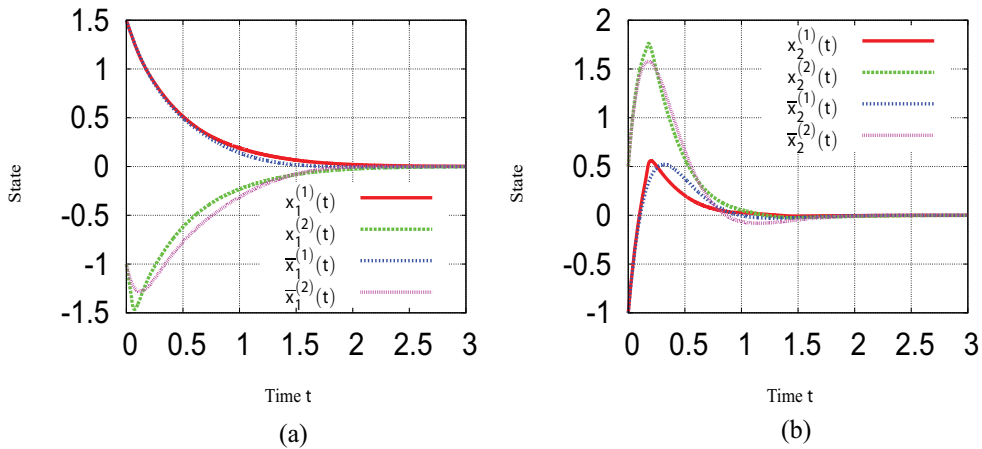 1.5
1
0.5
0
-0.5
-1
-1.5
State
x₁⁽¹⁾(t)
x₁⁽²⁾(t)
x̅₁⁽¹⁾(t)
x̅₁⁽²⁾(t)
0 0.5 1 1.5 2 2.5 3
Time t
(a)
2
1.5
1
0.5
0
-0.5
-1
State
x₂⁽¹⁾(t)
x₂⁽²⁾(t)
x̅₂⁽¹⁾(t)
x̅₂⁽²⁾(t)
0 0.5 1 1.5 2 2.5 3
Time t
(b)